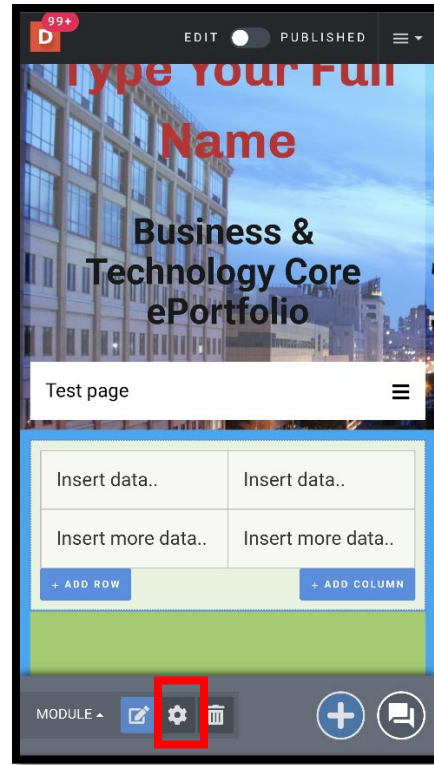 99+
D
EDIT PUBLISHED
Type Your Full
Name
Business &
Technology Core
ePortfolio
Test page
Insert data.. Insert data..
Insert more data.. Insert more data..
+ ADD ROW + ADD COLUMN
MODULE